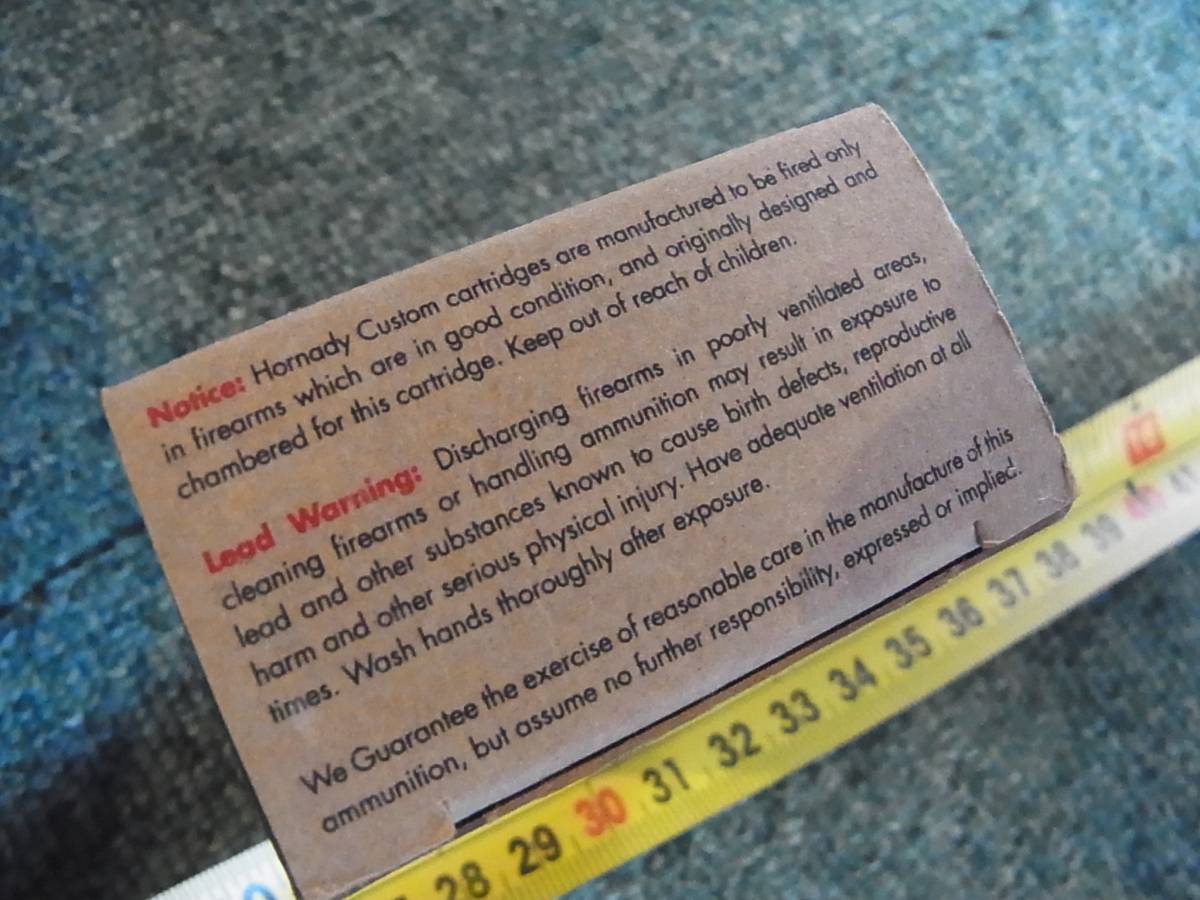 Notice: Hornady Custom cartridges are manufactured to be fired only
in firearms which are in good condition, and originally designed and
chambered for this cartridge. Keep out of reach of children.
Lead Warning: Discharging firearms in poorly ventilated areas,
cleaning firearms or handling ammunition may result in exposure to
lead and other substances known to cause birth defects, reproductive
harm and other serious physical injury. Have adequate ventilation at all
times. Wash hands thoroughly after exposure.
We Guarantee the exercise of reasonable care in the manufacture of this
ammunition, but assume no further responsibility, expressed or implied.
28 29 30 31 32 33 34 35 36 37 38 39